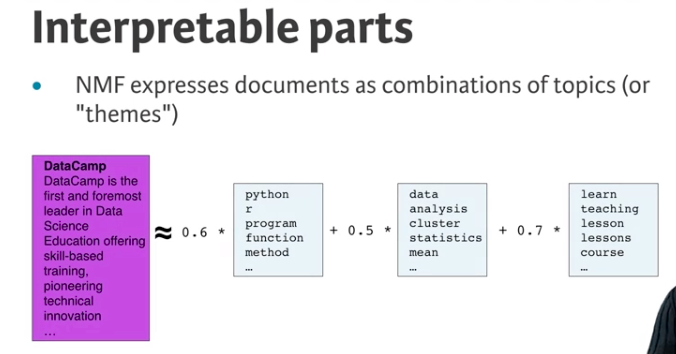 Interpretable parts
• NMF expresses documents as combinations of topics (or
"themes")
DataCamp
DataCamp is the
first and foremost
leader in Data
Science
Education offering
skill-based
training,
pioneering
technical
innovation
...
≈ 0.6 *
python
r
program
function
method
...
+ 0.5 *
data
analysis
cluster
statistics
mean
...
+ 0.7 *
learn
teaching
lesson
lessons
course
...